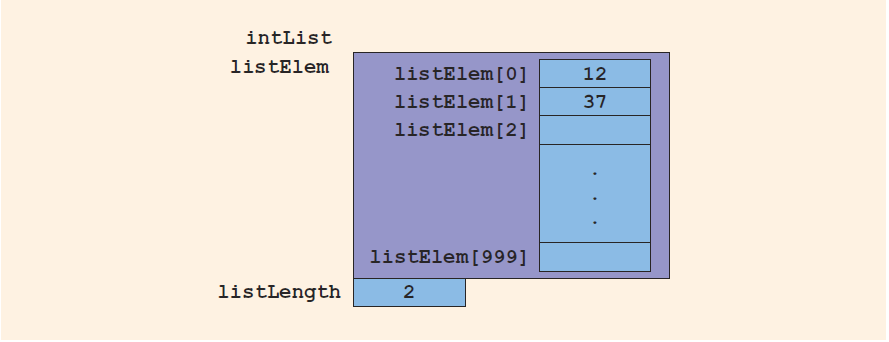 intList
listElem
listElem[0] 12
listElem[1] 37
listElem[2]
.
.
.
listElem[999]
listLength 2